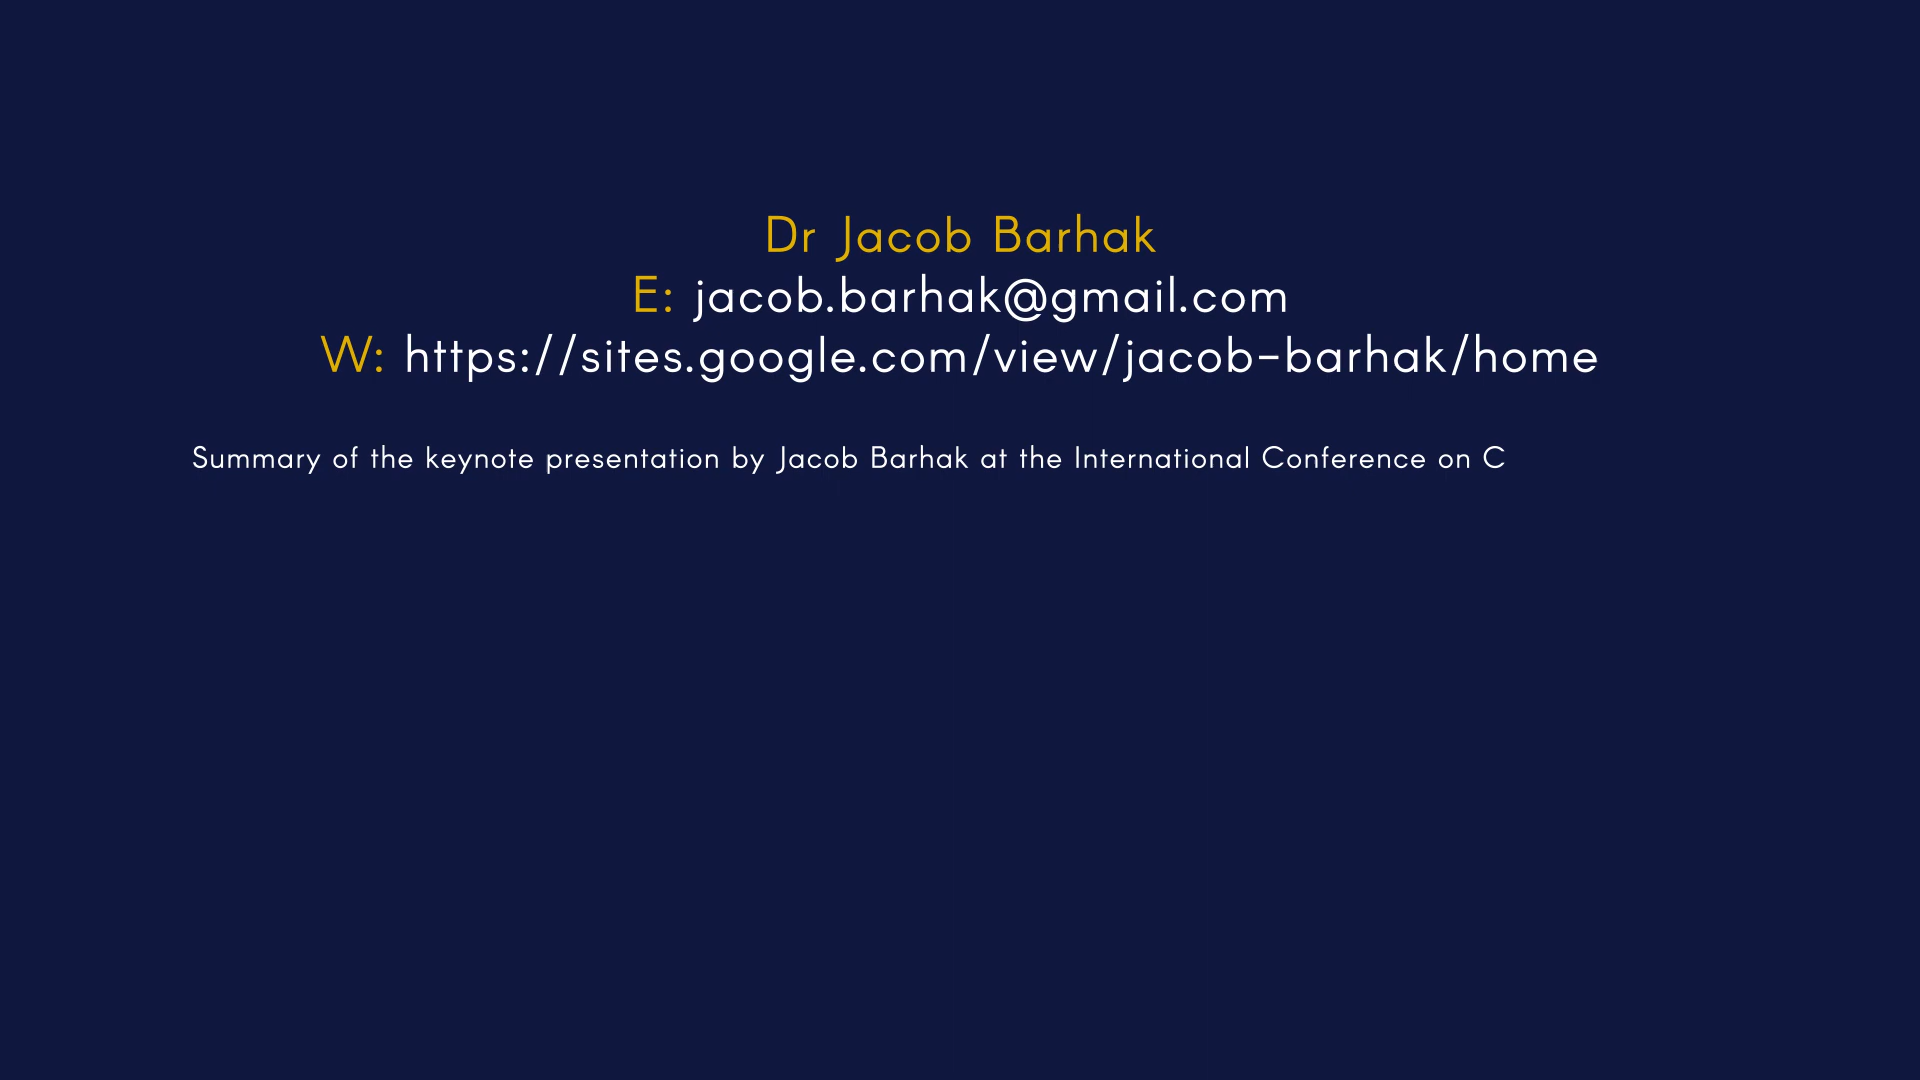 Dr Jacob Barhak
E: jacob.barhak@gmail.com
W: https://sites.google.com/view/jacob-barhak/home
Summary of the keynote presentation by Jacob Barhak at the International Conference on C